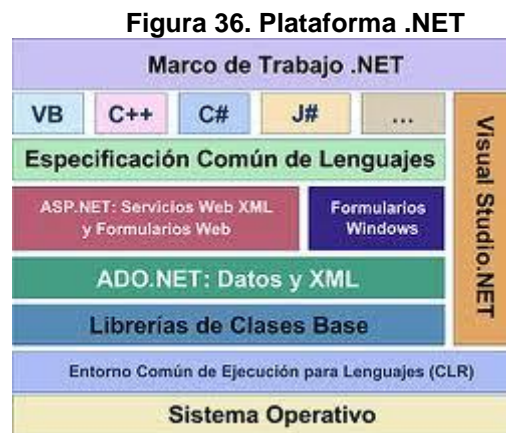 Figura 36. Plataforma .NET
Marco de Trabajo .NET
VB
C++
C#
J#
...
Visual Studio.NET
Especificación Común de Lenguajes
ASP.NET: Servicios Web XML
y Formularios Web
Formularios
Windows
ADO.NET: Datos y XML
Librerías de Clases Base
Entorno Común de Ejecución para Lenguajes (CLR)
Sistema Operativo